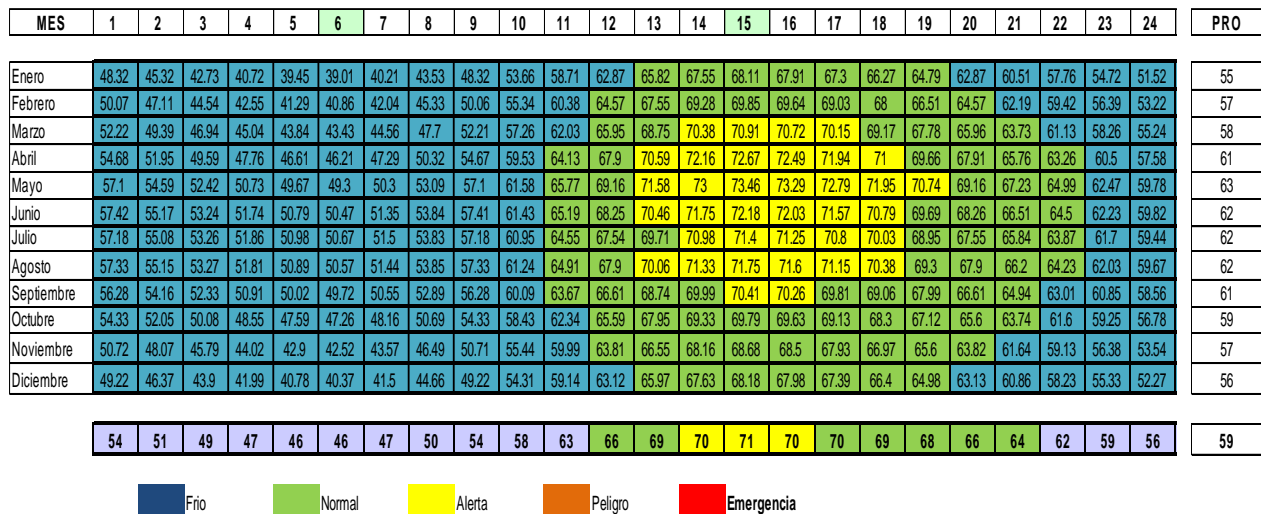 MES 1 2 3 4 5 6 7 8 9 10 11 12 13 14 15 16 17 18 19 20 21 22 23 24 PRO
Enero 48.32 45.32 42.73 40.72 39.45 39.01 40.21 43.53 48.32 53.66 58.71 62.87 65.82 67.55 68.11 67.91 67.3 66.27 64.79 62.87 60.51 57.76 54.72 51.52 55
Febrero 50.07 47.11 44.54 42.55 41.29 40.86 42.04 45.33 50.06 55.34 60.38 64.57 67.55 69.28 69.85 69.64 69.03 68 66.51 64.57 62.19 59.42 56.39 53.22 57
Marzo 52.22 49.39 46.94 45.04 43.84 43.43 44.56 47.7 52.21 57.26 62.03 65.95 68.75 70.38 70.91 70.72 70.15 69.17 67.78 65.96 63.73 61.13 58.26 55.24 58
Abril 54.68 51.95 49.59 47.76 46.61 46.21 47.29 50.32 54.67 59.53 64.13 67.9 70.59 72.16 72.67 72.49 71.94 71 69.66 67.91 65.76 63.26 60.5 57.58 61
Mayo 57.1 54.59 52.42 50.73 49.67 49.3 50.3 53.09 57.1 61.58 65.77 69.16 71.58 73 73.46 73.29 72.79 71.95 70.74 69.16 67.23 64.99 62.47 59.78 63
Junio 57.42 55.17 53.24 51.74 50.79 50.47 51.35 53.84 57.41 61.43 65.19 68.25 70.46 71.75 72.18 72.03 71.57 70.79 69.69 68.26 66.51 64.5 62.23 59.82 62
Julio 57.18 55.08 53.26 51.86 50.98 50.67 51.5 53.83 57.18 60.95 64.55 67.54 69.71 70.98 71.4 71.25 70.8 70.03 68.95 67.55 65.84 63.87 61.7 59.44 62
Agosto 57.33 55.15 53.27 51.81 50.89 50.57 51.44 53.85 57.33 61.24 64.91 67.9 70.06 71.33 71.75 71.6 71.15 70.38 69.3 67.9 66.2 64.23 62.03 59.67 62
Septiembre 56.28 54.16 52.33 50.91 50.02 49.72 50.55 52.89 56.28 60.09 63.67 66.61 68.74 69.99 70.41 70.26 69.81 69.06 67.99 66.61 64.94 63.01 60.85 58.56 61
Octubre 54.33 52.05 50.08 48.55 47.59 47.26 48.16 50.69 54.33 58.43 62.34 65.59 67.95 69.33 69.79 69.63 69.13 68.3 67.12 65.6 63.74 61.6 59.25 56.78 59
Noviembre 50.72 48.07 45.79 44.02 42.9 42.52 43.57 46.49 50.71 55.44 59.99 63.81 66.55 68.16 68.68 68.5 67.93 66.97 65.6 63.82 61.64 59.13 56.38 53.54 57
Diciembre 49.22 46.37 43.9 41.99 40.78 40.37 41.5 44.66 49.22 54.31 59.14 63.12 65.97 67.63 68.18 67.98 67.39 66.4 64.98 63.13 60.86 58.23 55.33 52.27 56
54 51 49 47 46 46 47 50 54 58 63 66 69 70 71 70 70 69 68 66 64 62 59 56 59
Frio Normal Alerta Peligro Emergencia